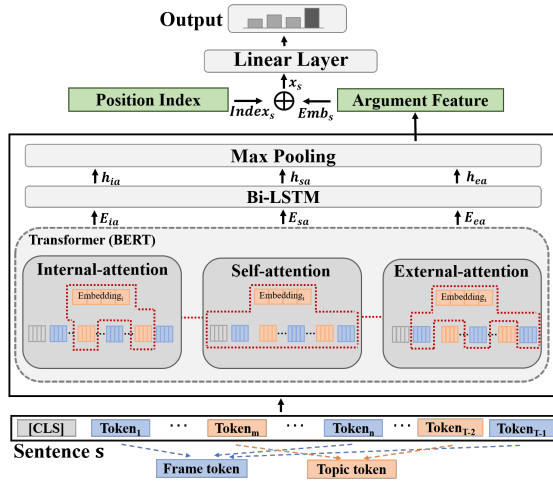 Output
Linear Layer
x_s
Position Index
Index_s
Emb_s
Argument Feature
Max Pooling
h_ia
h_sa
h_ea
Bi-LSTM
E_ia
E_sa
E_ea
Transformer (BERT)
Internal-attention
Self-attention
External-attention
Embedding_i
Embedding_i
Embedding_i
[CLS]
Token_1
...
Token_m
...
Token_n
...
Token_T-2
Token_T-1
Sentence s
Frame token
Topic token